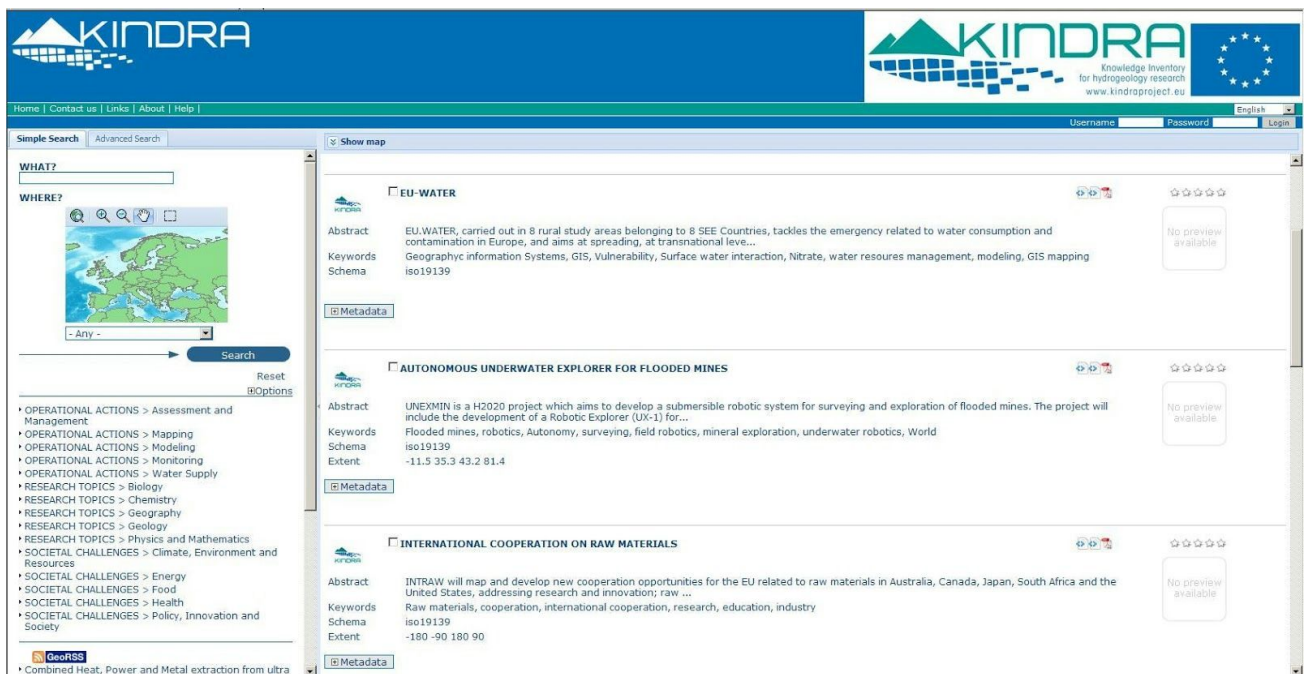 KINDRA
KINDRA
Knowledge Inventory
for hydrogeology research
www.kindraproject.eu
Home | Contact us | Links | About | Help |
English
Username
Password
Login
Simple Search
Advanced Search
WHAT?
WHERE?
- Any -
Search
Reset
Options
OPERATIONAL ACTIONS > Assessment and
Management
OPERATIONAL ACTIONS > Mapping
OPERATIONAL ACTIONS > Modeling
OPERATIONAL ACTIONS > Monitoring
OPERATIONAL ACTIONS > Water Supply
RESEARCH TOPICS > Biology
RESEARCH TOPICS > Chemistry
RESEARCH TOPICS > Geography
RESEARCH TOPICS > Geology
RESEARCH TOPICS > Physics and Mathematics
SOCIETAL CHALLENGES > Climate, Environment and
Resources
SOCIETAL CHALLENGES > Energy
SOCIETAL CHALLENGES > Food
SOCIETAL CHALLENGES > Health
SOCIETAL CHALLENGES > Policy, Innovation and
Society
GeoRSS
Combined Heat, Power and Metal extraction from ultra
Show map
KINDRA
EU-WATER
Abstract EU.WATER, carried out in 8 rural study areas belonging to 8 SEE Countries, tackles the emergency related to water consumption and
contamination in Europe, and aims at spreading, at transnational leve...
Keywords Geographyc information Systems, GIS, Vulnerability, Surface water interaction, Nitrate, water resoures management, modeling, GIS mapping
Schema iso19139
No preview
available
Metadata
KINDRA
AUTONOMOUS UNDERWATER EXPLORER FOR FLOODED MINES
Abstract UNEXMIN is a H2020 project which aims to develop a submersible robotic system for surveying and exploration of flooded mines. The project will
include the development of a Robotic Explorer (UX-1) for...
Keywords Flooded mines, robotics, Autonomy, surveying, field robotics, mineral exploration, underwater robotics, World
Schema iso19139
Extent -11.5 35.3 43.2 81.4
No preview
available
Metadata
KINDRA
INTERNATIONAL COOPERATION ON RAW MATERIALS
Abstract INTRAW will map and develop new cooperation opportunities for the EU related to raw materials in Australia, Canada, Japan, South Africa and the
United States, addressing research and innovation; raw ...
Keywords Raw materials, cooperation, international cooperation, research, education, industry
Schema iso19139
Extent -180 -90 180 90
No preview
available
Metadata